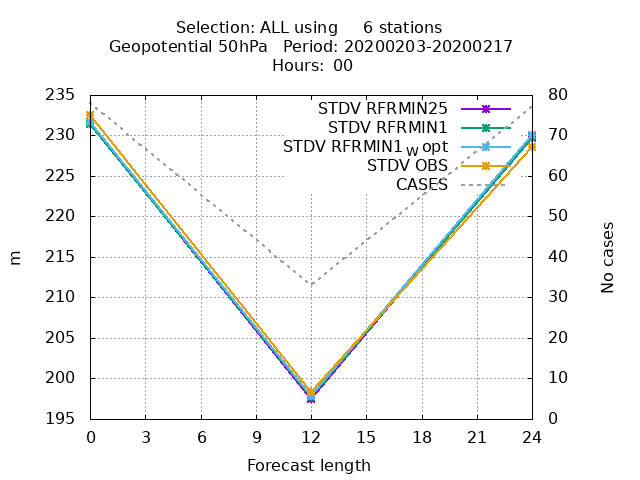 Selection: ALL using     6 stations
Geopotential 50hPa   Period: 20200203-20200217
Hours:  00
235 80
STDV RFRMIN25
STDV RFRMIN1
230 70
STDV RFRMIN1_w opt
STDV OBS
225 60
CASES
220 50
215 40
m
No cases
210 30
205 20
200 10
195 0
0 3 6 9 12 15 18 21 24
Forecast length